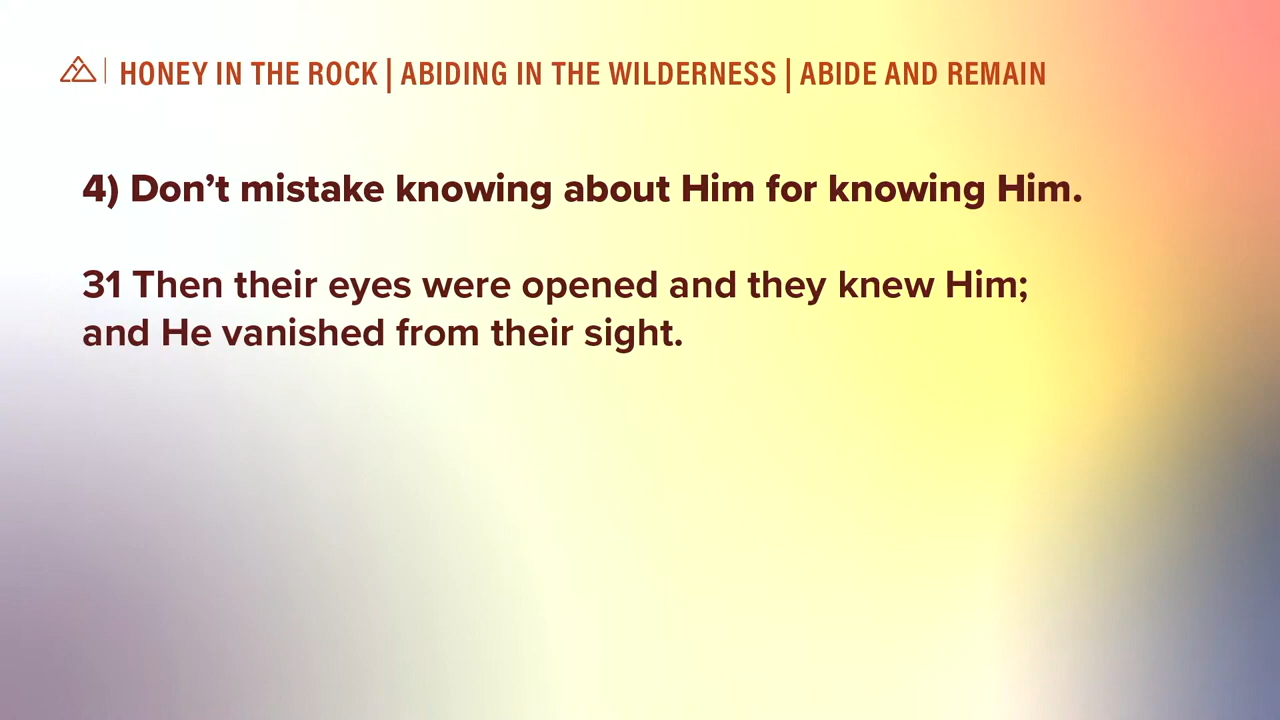 HONEY IN THE ROCK | ABIDING IN THE WILDERNESS | ABIDE AND REMAIN
4) Don’t mistake knowing about Him for knowing Him.
31 Then their eyes were opened and they knew Him;
and He vanished from their sight.